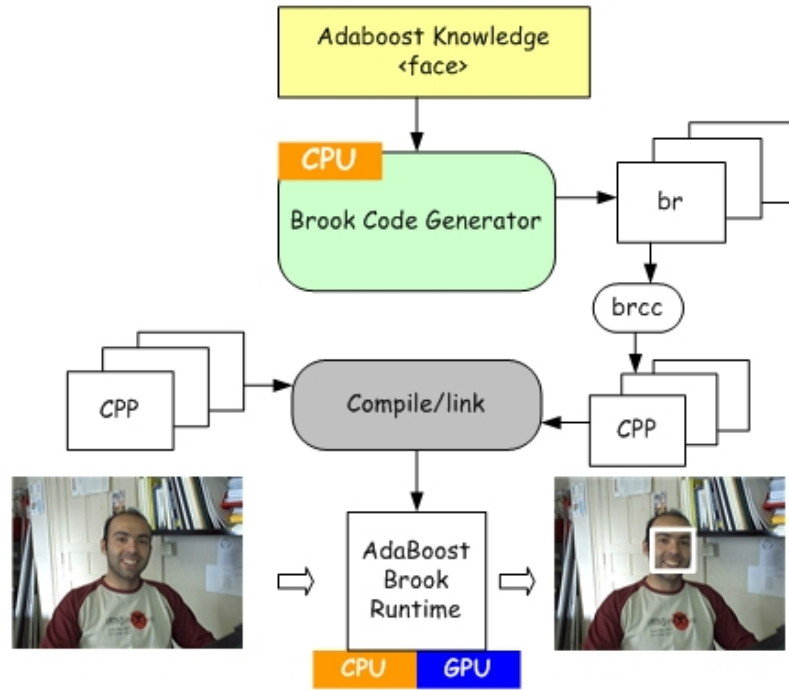 Adaboost Knowledge
<face>
CPU
Brook Code Generator
br
brcc
CPP
Compile/link
CPP
AdaBoost
Brook
Runtime
CPU
GPU